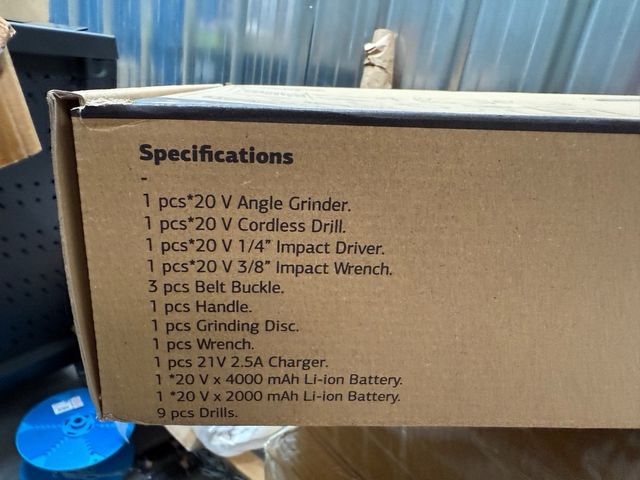 Specifications
-
1 pcs*20 V Angle Grinder.
1 pcs*20 V Cordless Drill.
1 pcs*20 V 1/4” Impact Driver.
1 pcs*20 V 3/8” Impact Wrench.
3 pcs Belt Buckle.
1 pcs Handle.
1 pcs Grinding Disc.
1 pcs Wrench.
1 pcs 21V 2.5A Charger.
1 *20 V x 4000 mAh Li-ion Battery.
1 *20 V x 2000 mAh Li-ion Battery.
9 pcs Drills.